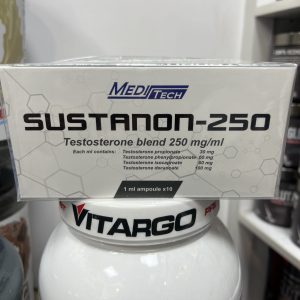 MEDITECH
SUSTANON-250
Testosterone blend 250 mg/ml
Each ml contains:
Testosterone propionate 30 mg
Testosterone phenylpropionate 60 mg
Testosterone isocaproate 60 mg
Testosterone decanoate 100 mg
1 ml ampoule x10
VITARGO